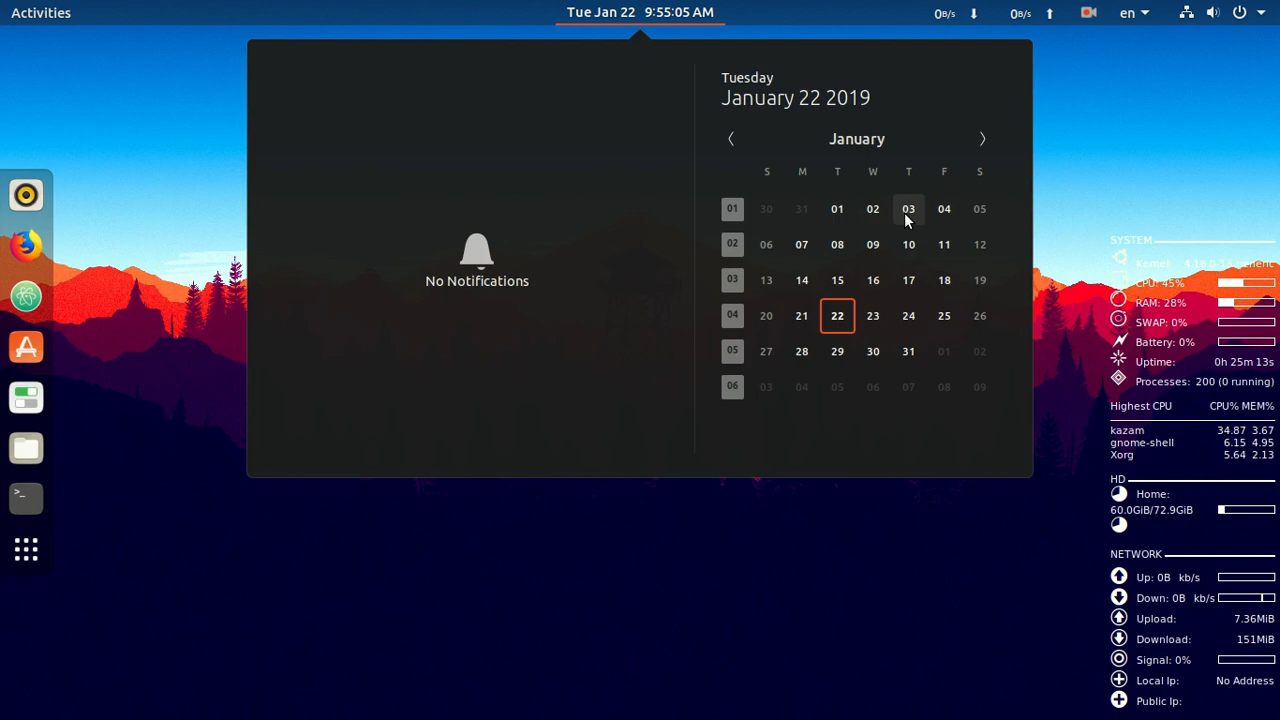 Activities
Tue Jan 22 9:55:05 AM
0B/s 0B/s en
Tuesday
January 22 2019
January
S M T W T F S
01 30 31 01 02 03 04 05
02 06 07 08 09 10 11 12
03 13 14 15 16 17 18 19
04 20 21 22 23 24 25 26
05 27 28 29 30 31 01 02
06 03 04 05 06 07 08 09
No Notifications
>_
SYSTEM
Kernel: 4.18.0-13-generic
CPU: 45%
RAM: 28%
SWAP: 0%
Battery: 0%
Uptime: 0h 25m 13s
Processes: 200 (0 running)
Highest CPU CPU% MEM%
kazam 34.87 3.67
gnome-shell 6.15 4.95
Xorg 5.64 2.13
HD
Home:
60.0GiB/72.9GiB
NETWORK
Up: 0B kb/s
Down: 0B kb/s
Upload: 7.36MiB
Download: 151MiB
Signal: 0%
Local Ip: No Address
Public Ip: